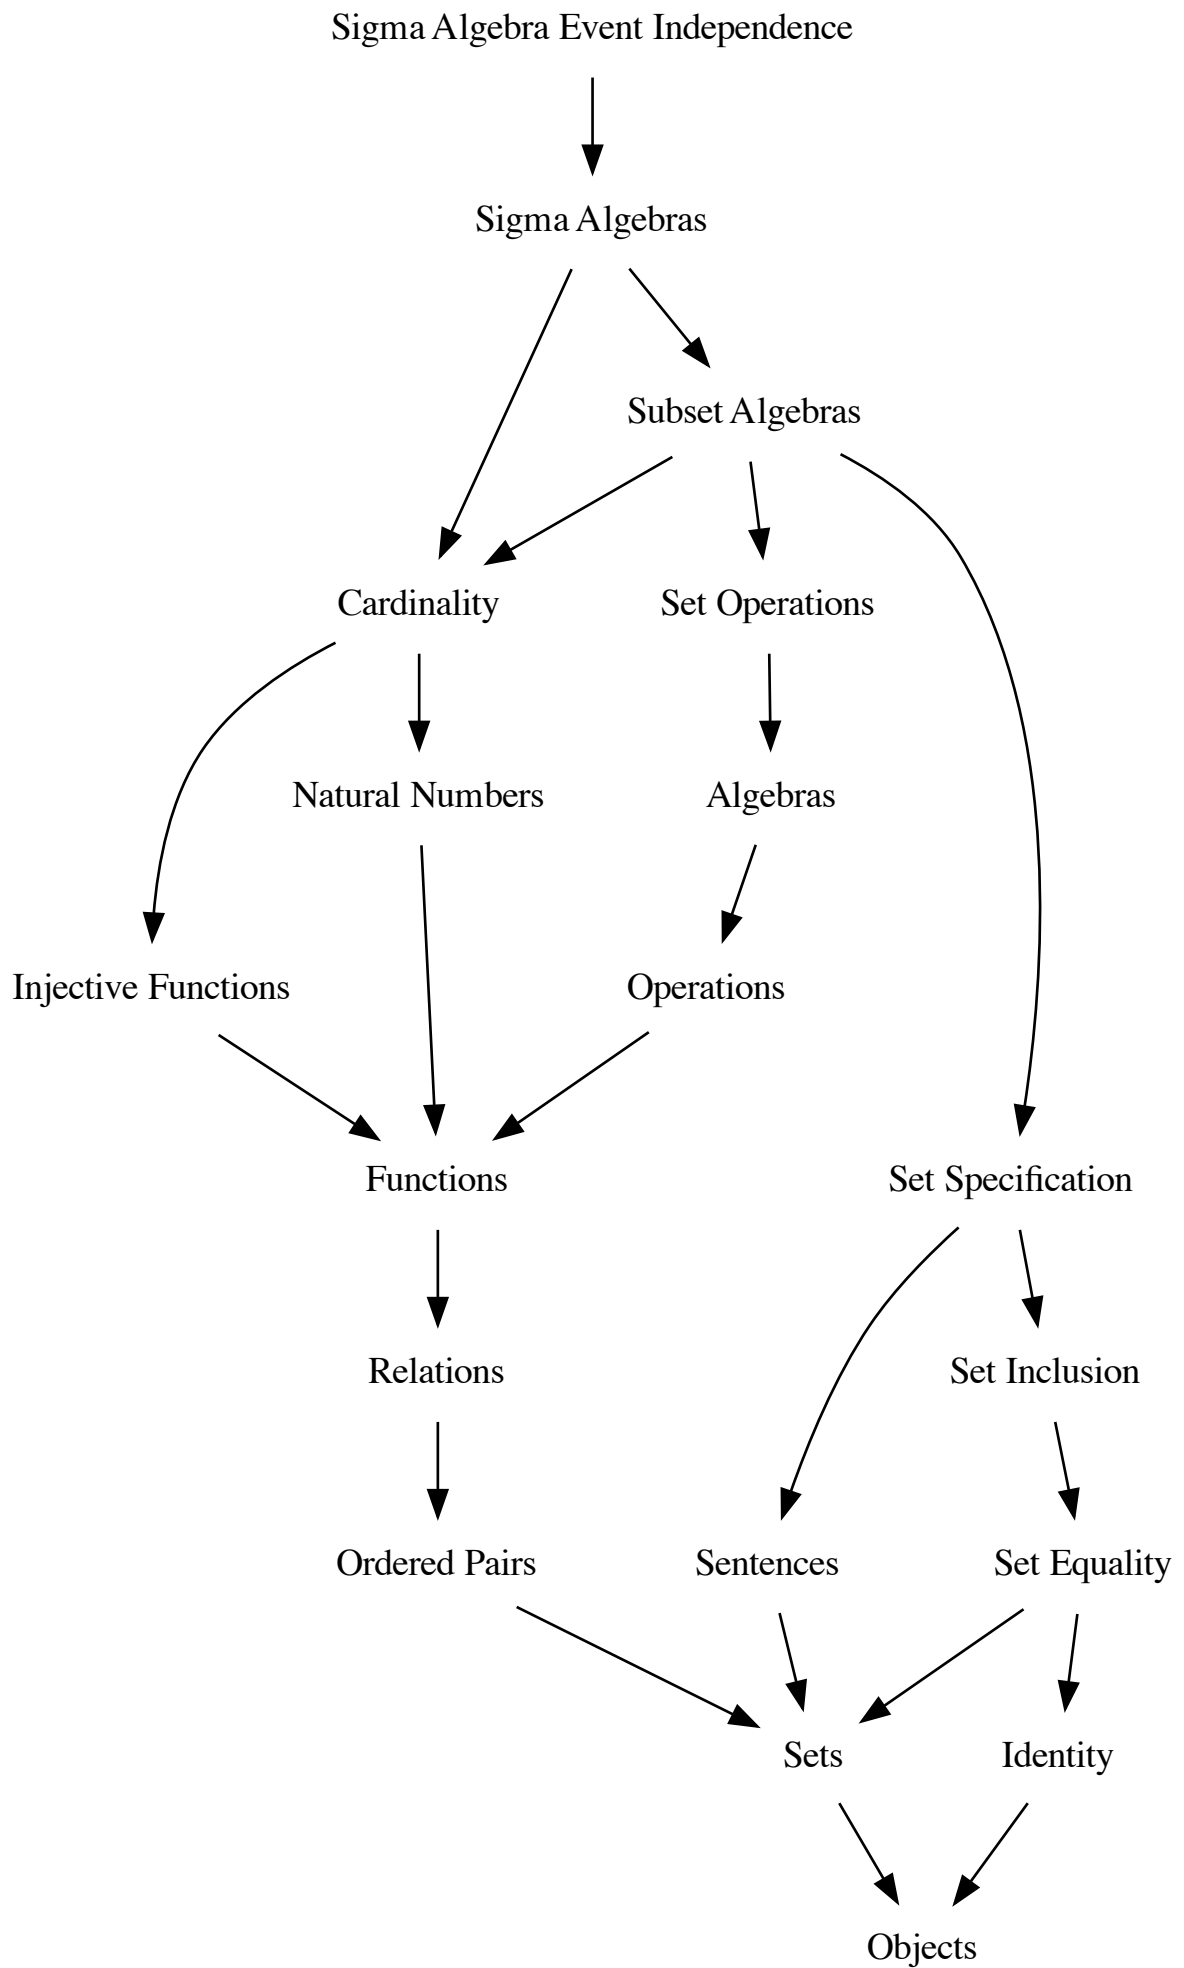 Sigma Algebra Event Independence
Sigma Algebras
Subset Algebras
Cardinality
Set Operations
Natural Numbers
Algebras
Injective Functions
Operations
Functions
Set Specification
Relations
Set Inclusion
Ordered Pairs
Sentences
Set Equality
Sets
Identity
Objects